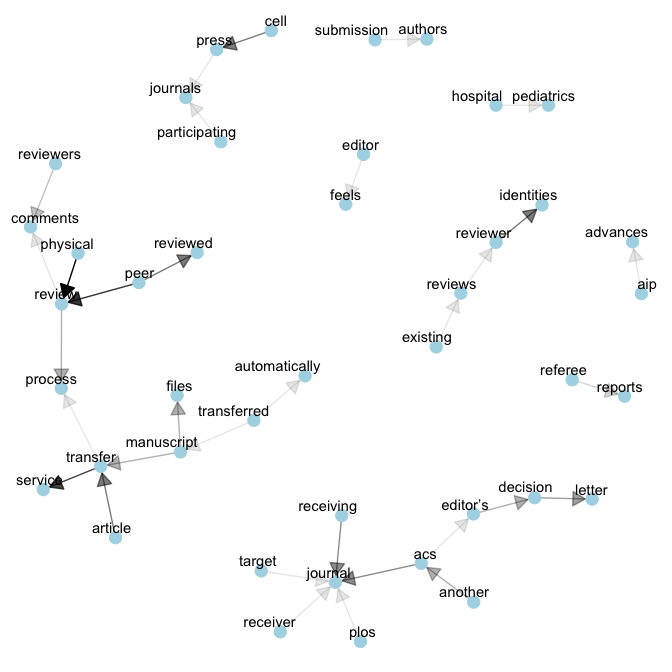 cell
submission authors
press
journals
hospital pediatrics
participating
reviewers
editor
feels
identities
comments
physical
reviewed
reviewer
advances
peer
review
reviews
aip
existing
automatically
referee
process
files
reports
transferred
manuscript
transfer
service
decision
letter
receiving
editor's
article
target
acs
journal
another
receiver
plos